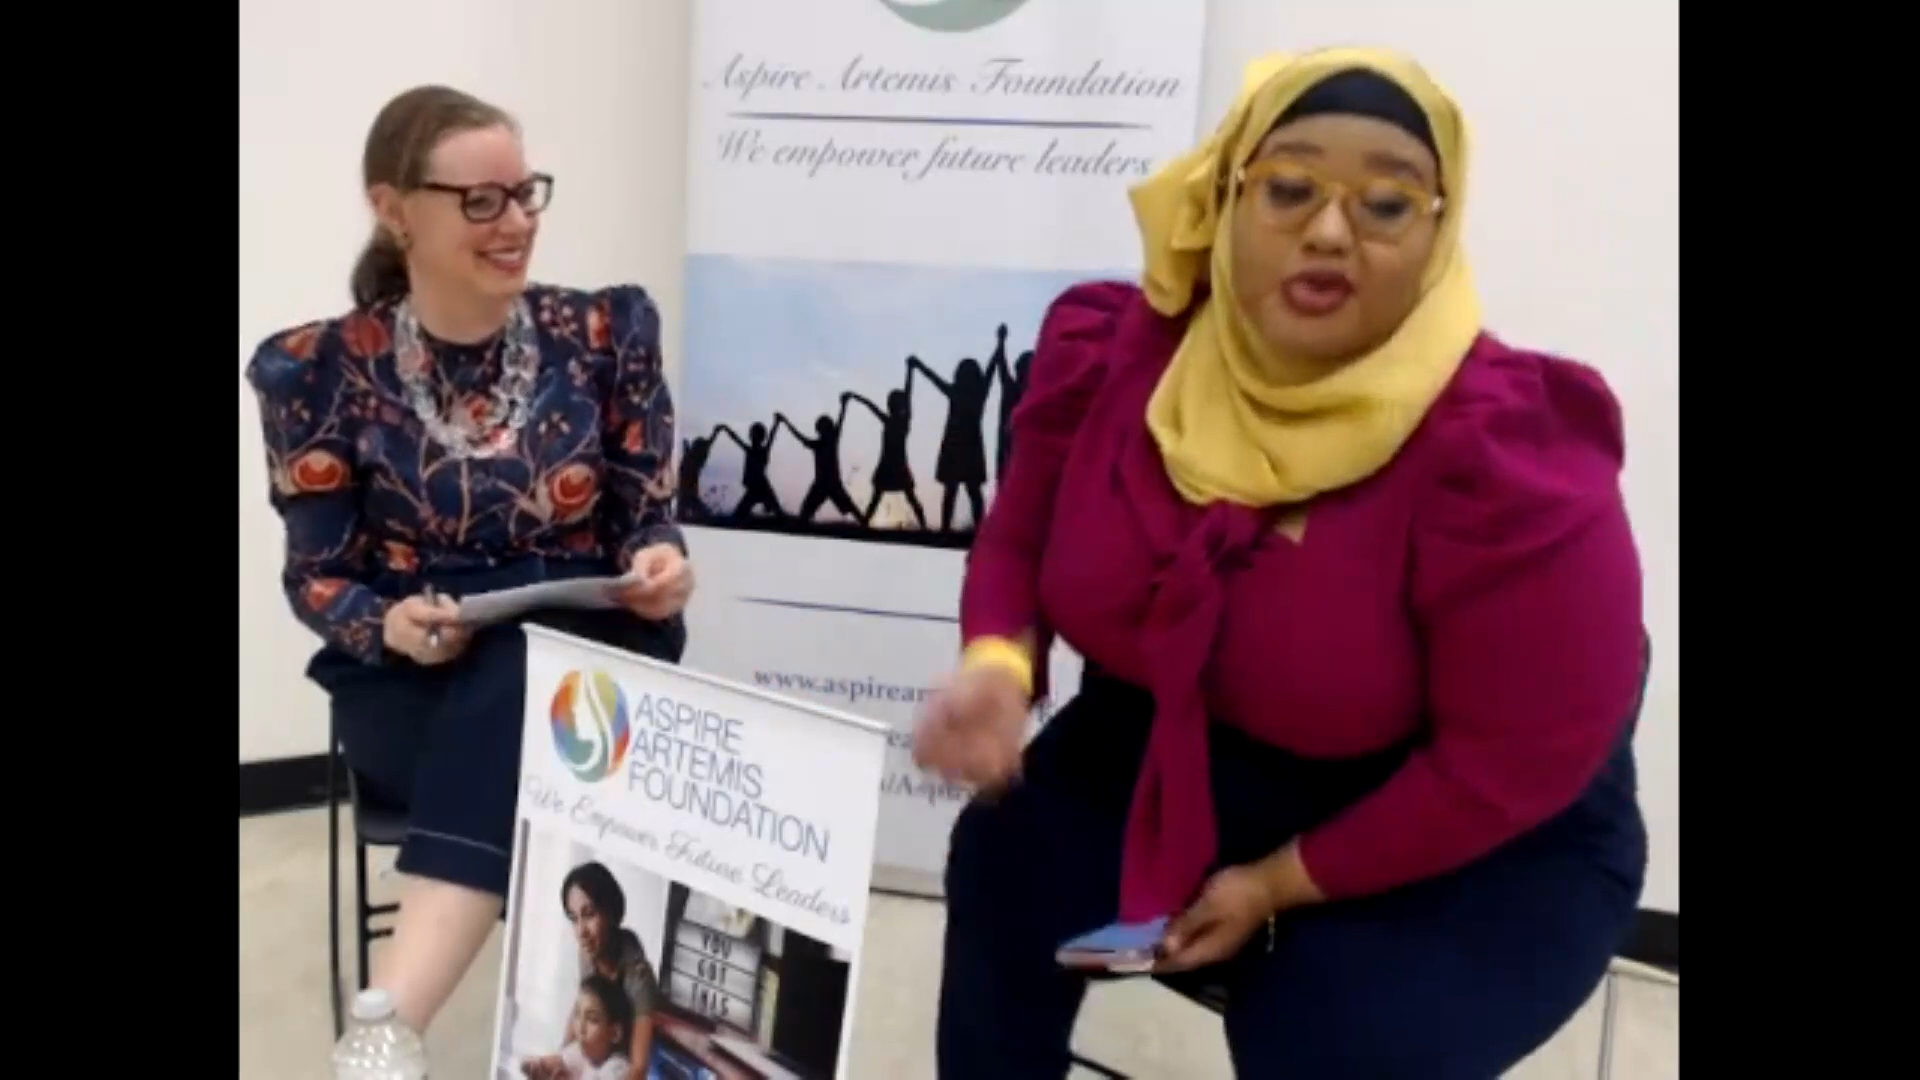 Aspire Artemis Foundation
We empower future leaders
ASPIRE
ARTEMIS
FOUNDATION
We Empower Future Leaders
YOU
GOT
THIS